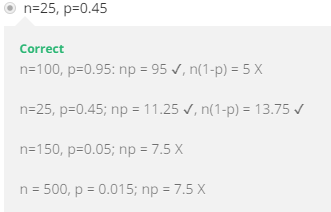 n=25, p=0.45
Correct
n=100, p=0.95: np = 95 ✓, n(1-p) = 5 X
n=25, p=0.45; np = 11.25 ✓, n(1-p) = 13.75 ✓
n=150, p=0.05; np = 7.5 X
n = 500, p = 0.015; np = 7.5 X